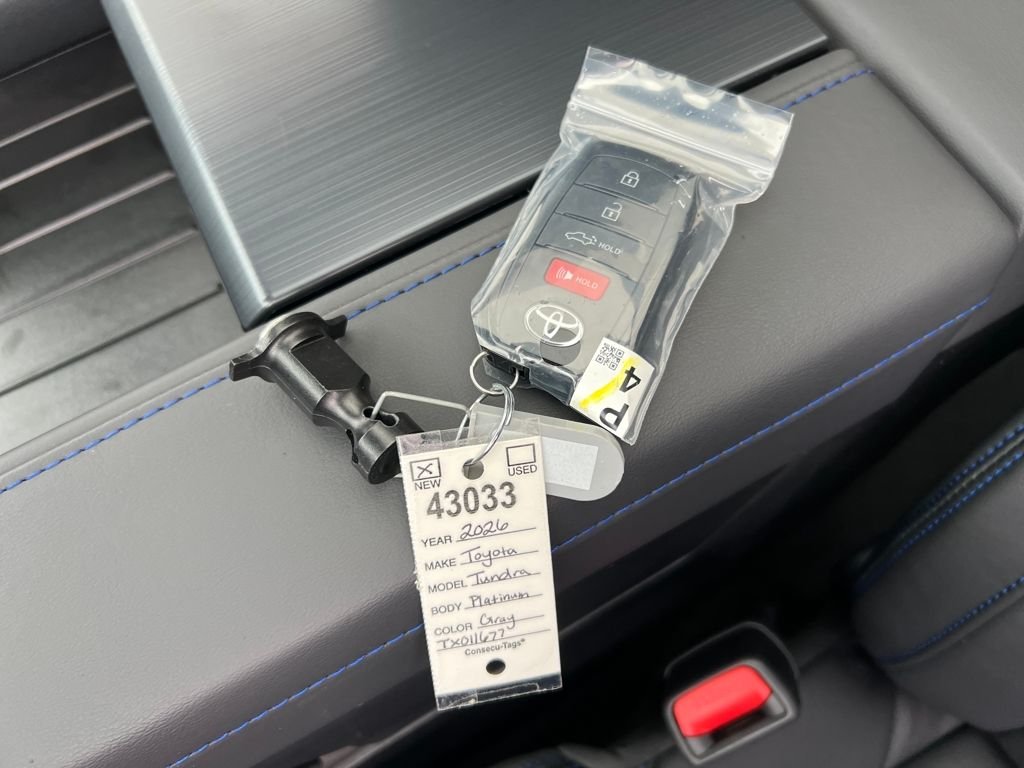 HOLD
HOLD
4
P
NEW
USED
43033
YEAR 2026
MAKE Toyota
MODEL Tundra
BODY Platinum
COLOR Gray
TX011677
Consecu-Tags®